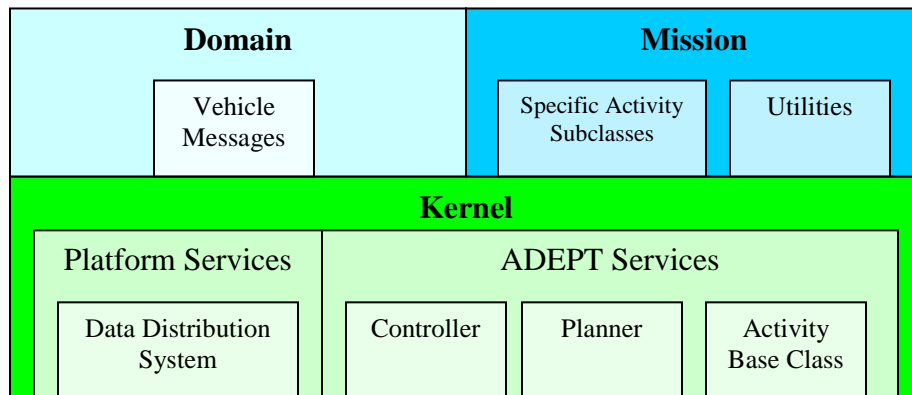 Domain
Mission
Vehicle
Messages
Specific Activity
Subclasses
Utilities
Kernel
Platform Services
ADEPT Services
Data Distribution
System
Controller
Planner
Activity
Base Class